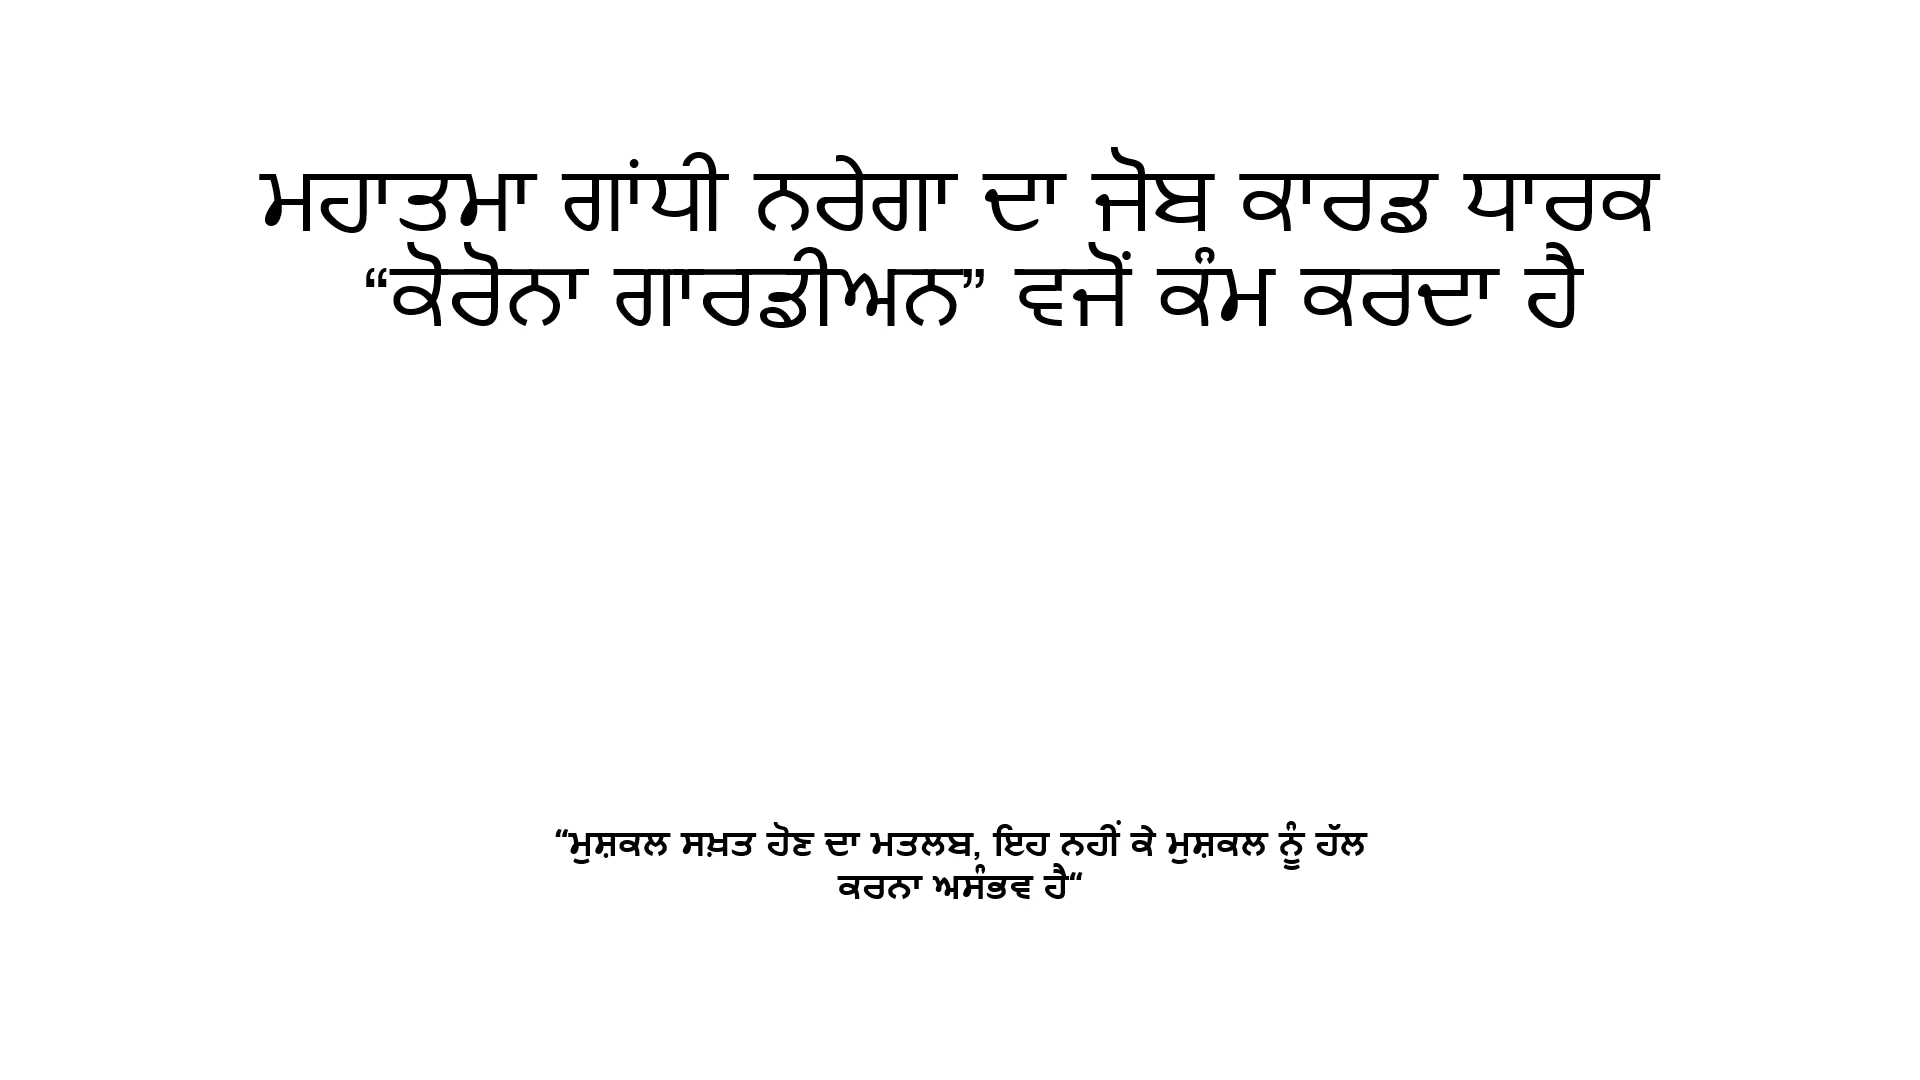 ਮਹਾਤਮਾ ਗਾਂਧੀ ਨਰੇਗਾ ਦਾ ਜੋਬ ਕਾਰਡ ਧਾਰਕ
“ਕੋਰੋਨਾ ਗਾਰਡੀਅਨ” ਵਜੋਂ ਕੰਮ ਕਰਦਾ ਹੈ
“ਮੁਸ਼ਕਲ ਸਖ਼ਤ ਹੋਣ ਦਾ ਮਤਲਬ, ਇਹ ਨਹੀਂ ਕੇ ਮੁਸ਼ਕਲ ਨੂੰ ਹੱਲ
ਕਰਨਾ ਅਸੰਭਵ ਹੈ“